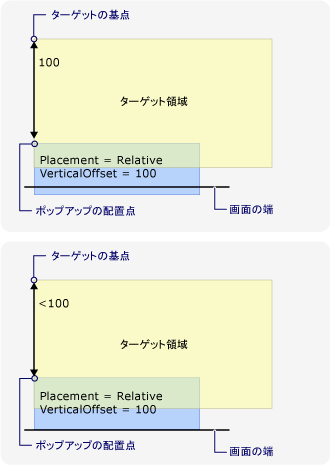 ターゲットの基点
100
ターゲット領域
Placement = Relative
VerticalOffset = 100
ポップアップの配置点
画面の端
ターゲットの基点
<100
ターゲット領域
Placement = Relative
VerticalOffset = 100
ポップアップの配置点
画面の端